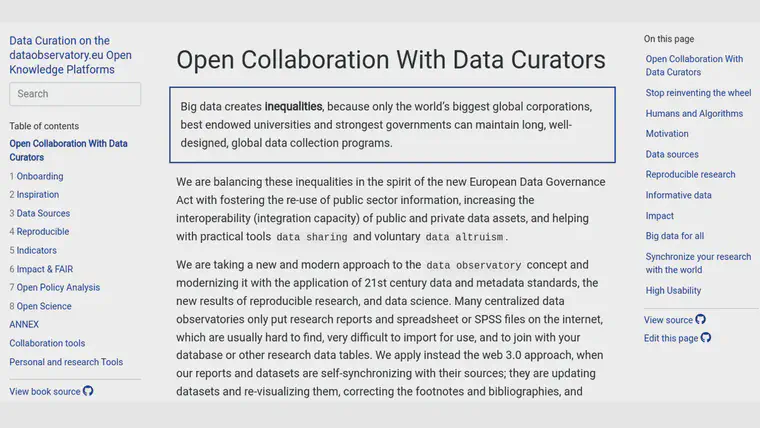 Data Curation on the
dataobservatory.eu Open
Knowledge Platforms
Search
Table of contents
Open Collaboration With Data
Curators
1 Onboarding
2 Inspiration
3 Data Sources
4 Reproducible
5 Indicators
6 Impact & FAIR
7 Open Policy Analysis
8 Open Science
ANNEX
Collaboration tools
Personal and research Tools
View book source
Open Collaboration With Data Curators
Big data creates inequalities, because only the world's biggest global corporations,
best endowed universities and strongest governments can maintain long, well-
designed, global data collection programs.
We are balancing these inequalities in the spirit of the new European Data Governance
Act with fostering the re-use of public sector information, increasing the
interoperability (integration capacity) of public and private data assets, and helping
with practical tools data sharing and voluntary data altruism.
We are taking a new and modern approach to the data observatory concept and
modernizing it with the application of 21st century data and metadata standards, the
new results of reproducible research, and data science. Many centralized data
observatories only put research reports and spreadsheet or SPSS files on the internet,
which are usually hard to find, very difficult to import for use, and to join with your
database or other research data tables. We apply instead the web 3.0 approach, when
our reports and datasets are self-synchronizing with their sources; they are updating
datasets and re-visualizing them, correcting the footnotes and bibliographies, and
On this page
Open Collaboration With
Data Curators
Stop reinventing the wheel
Humans and Algorithms
Motivation
Data sources
Reproducible research
Informative data
Impact
Big data for all
Synchronize your research
with the world
High Usability
View source
Edit this page